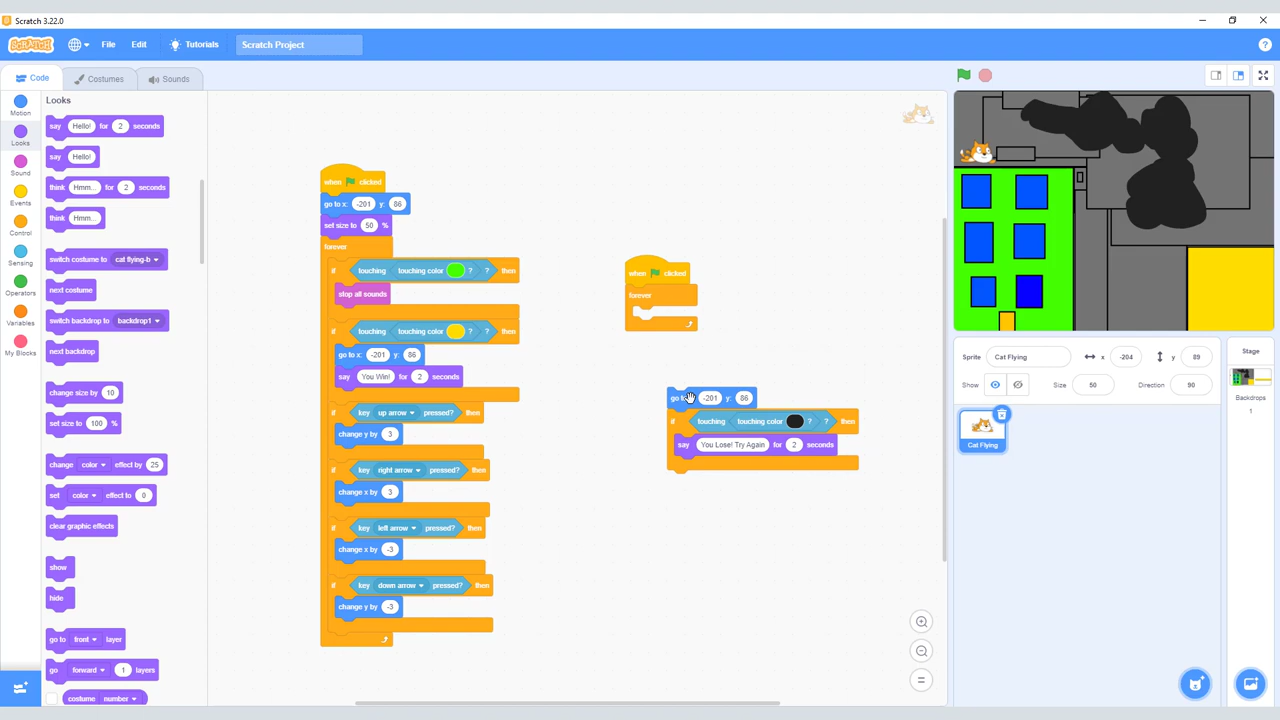 Scratch 3.22.0
SCRATCH File Edit Tutorials Scratch Project ?
Code Costumes Sounds
Motion
Looks
Sound
Events
Control
Sensing
Operators
Variables
My Blocks
Looks
say Hello! for 2 seconds
say Hello!
think Hmm... for 2 seconds
think Hmm...
switch costume to cat flying-b
next costume
switch backdrop to backdrop1
next backdrop
change size by 10
set size to 100 %
change color effect by 25
set color effect to 0
clear graphic effects
show
hide
go to front layer
go forward 1 layers
costume number
when clicked
go to x: -201 y: 86
set size to 50 %
forever
if touching touching color ? ? then
stop all sounds
if touching touching color ? ? then
go to x: -201 y: 86
say You Win! for 2 seconds
if key up arrow pressed? then
change y by 3
if key right arrow pressed? then
change x by 3
if key left arrow pressed? then
change x by -3
if key down arrow pressed? then
change y by -3
when clicked
forever
go to x: -201 y: 86
if touching touching color ? ? then
say You Lose! Try Again for 2 seconds
Sprite Cat Flying x -204 y 89
Show Size 50 Direction 90
Cat Flying
Stage
Backdrops
1